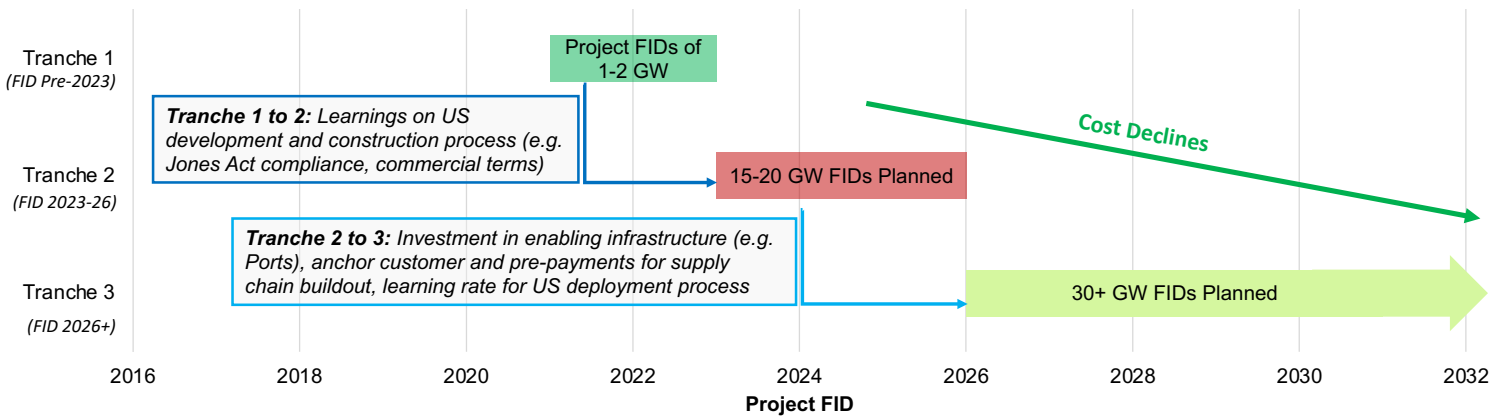 Tranche 1
(FID Pre-2023)
Project FIDs of
1-2 GW
Tranche 1 to 2: Learnings on US
development and construction process (e.g.
Jones Act compliance, commercial terms)
Cost Declines
Tranche 2
(FID 2023-26)
15-20 GW FIDs Planned
Tranche 2 to 3: Investment in enabling infrastructure (e.g.
Ports), anchor customer and pre-payments for supply
chain buildout, learning rate for US deployment process
Tranche 3
(FID 2026+)
30+ GW FIDs Planned
2016 2018 2020 2022 2024 2026 2028 2030 2032
Project FID